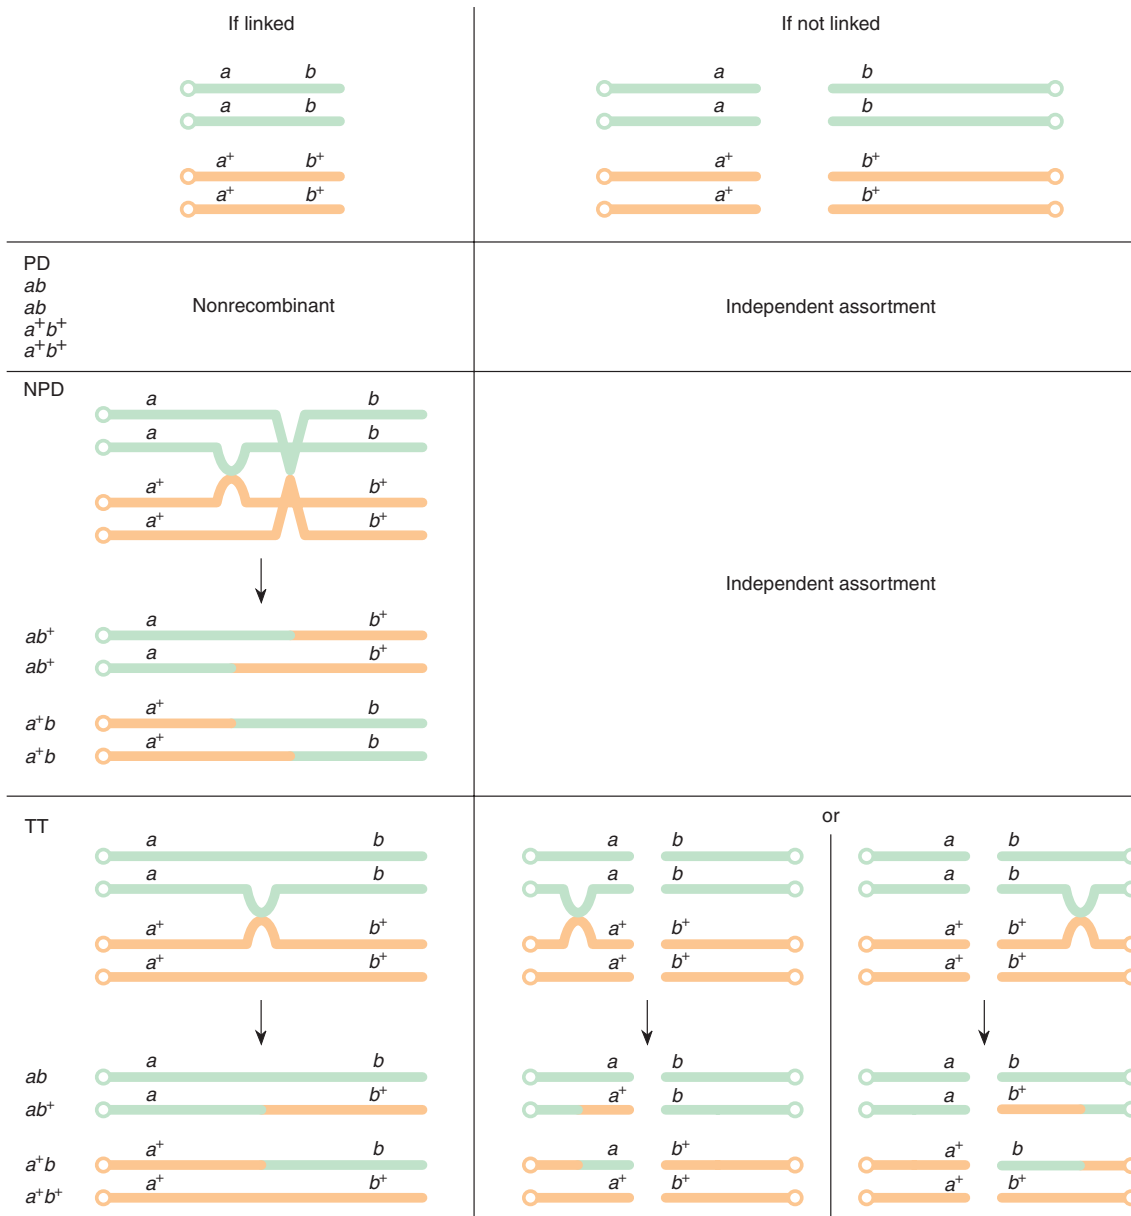 If linked
If not linked
a b
a b
a b
a b
a⁺ b⁺
a⁺ b⁺
a⁺ b⁺
a⁺ b⁺
PD
ab
ab
a⁺b⁺
a⁺b⁺
Nonrecombinant
Independent assortment
NPD
a b
a b
a⁺ b⁺
a⁺ b⁺
Independent assortment
ab⁺ a b⁺
ab⁺ a b⁺
a⁺b a⁺ b
a⁺b a⁺ b
TT
or
a b
a b
a⁺ b⁺
a⁺ b⁺
a b
a b
a⁺ b⁺
a⁺ b⁺
a b
a b
a⁺ b⁺
a⁺ b⁺
ab a b
ab⁺ a b⁺
a⁺b a⁺ b
a⁺b⁺ a⁺ b⁺
a b
a⁺ b
a b⁺
a⁺ b⁺
a b
a b⁺
a⁺ b
a⁺ b⁺